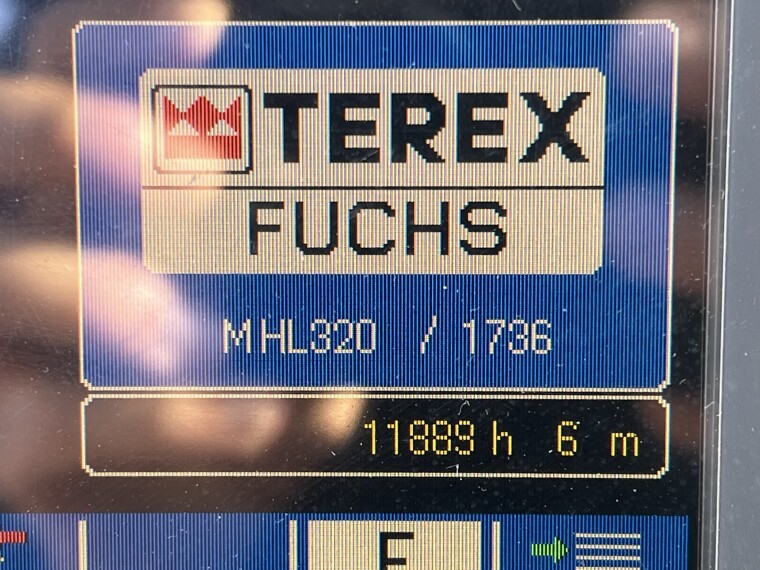 TEREX
FUCHS
MHL320 / 1736
11889 h 6 m
F